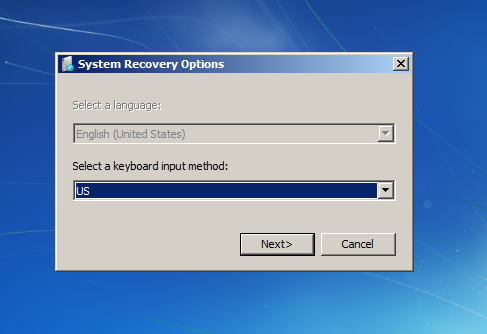 System Recovery Options
Select a language:
English (United States)
Select a keyboard input method:
US
Next>
Cancel